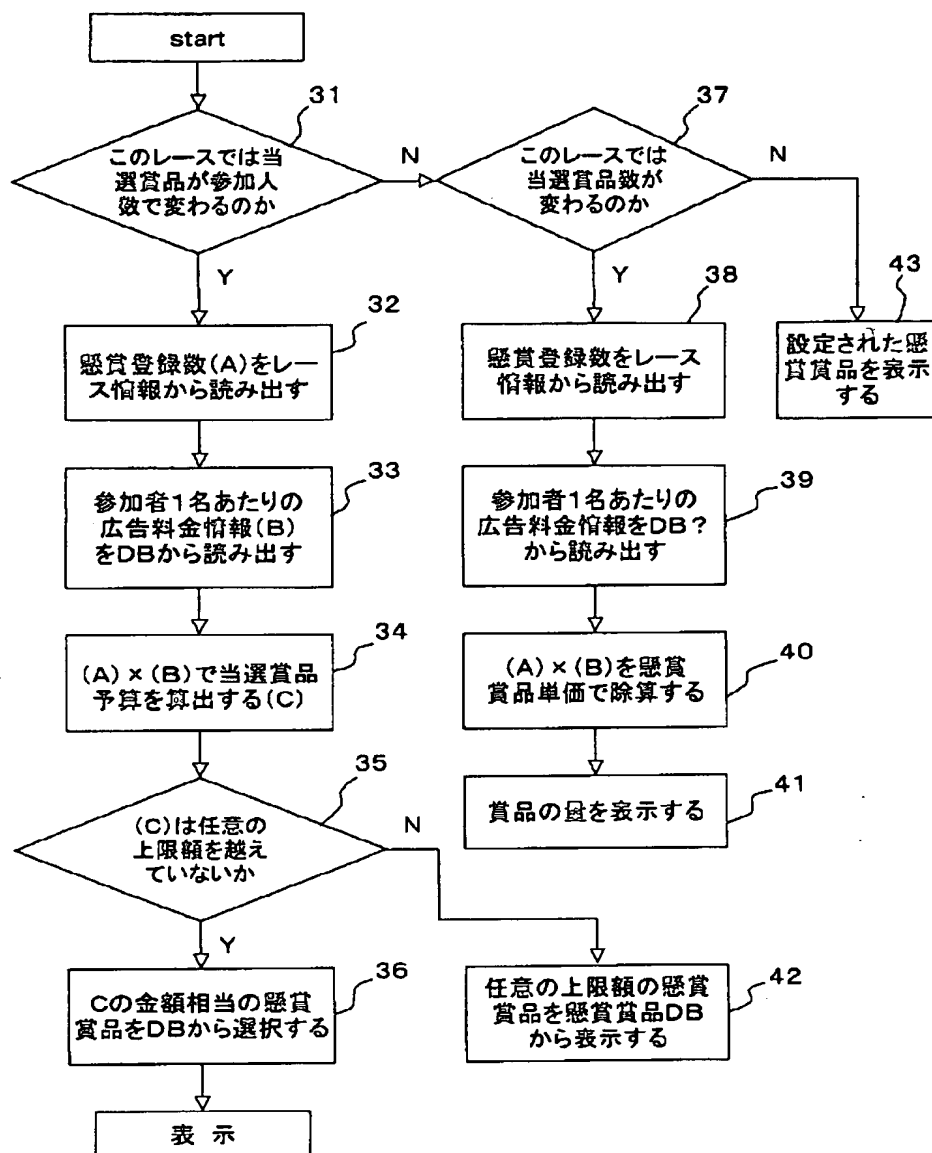 start
31
このレースでは当
選賞品が参加人
数で変わるのか
N
Y
37
このレースでは
当選賞品数が
変わるのか
N
Y
32
懸賞登録数(A)をレー
ス情報から読み出す
38
懸賞登録数をレース
情報から読み出す
43
設定された懸
賞賞品を表示
する
33
参加者1名あたりの
広告料金情報(B)
をDBから読み出す
39
参加者1名あたりの
広告料金情報をDB?
から読み出す
34
(A)×(B)で当選賞品
予算を算出する(C)
40
(A)×(B)を懸賞
賞品単価で除算する
35
(C)は任意の
上限額を越え
ていないか
N
Y
41
賞品の量を表示する
36
Cの金額相当の懸賞
賞品をDBから選択する
42
任意の上限額の懸賞
賞品を懸賞賞品DB
から表示する
表 示